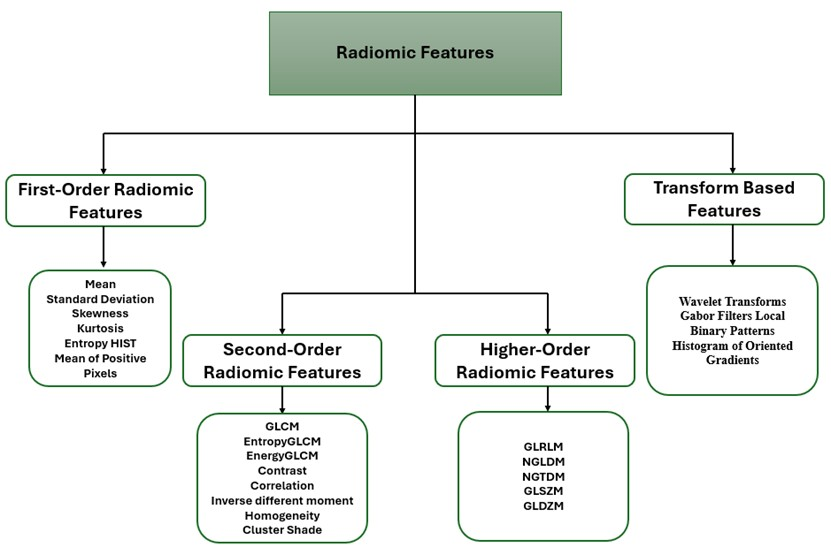 Radiomic Features
First-Order Radiomic
Features
Transform Based
Features
Mean
Standard Deviation
Skewness
Kurtosis
Entropy HIST
Mean of Positive
Pixels
Wavelet Transforms
Gabor Filters Local
Binary Patterns
Histogram of Oriented
Gradients
Second-Order
Radiomic Features
Higher-Order
Radiomic Features
GLCM
EntropyGLCM
EnergyGLCM
Contrast
Correlation
Inverse different moment
Homogeneity
Cluster Shade
GLRLM
NGLDM
NGTDM
GLSZM
GLDZM